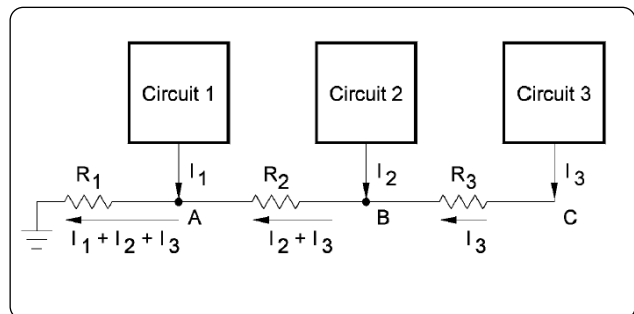 Circuit 1 Circuit 2 Circuit 3
R1 I1 R2 I2 R3 I3
A B C
I1 + I2 + I3 I2 + I3 I3